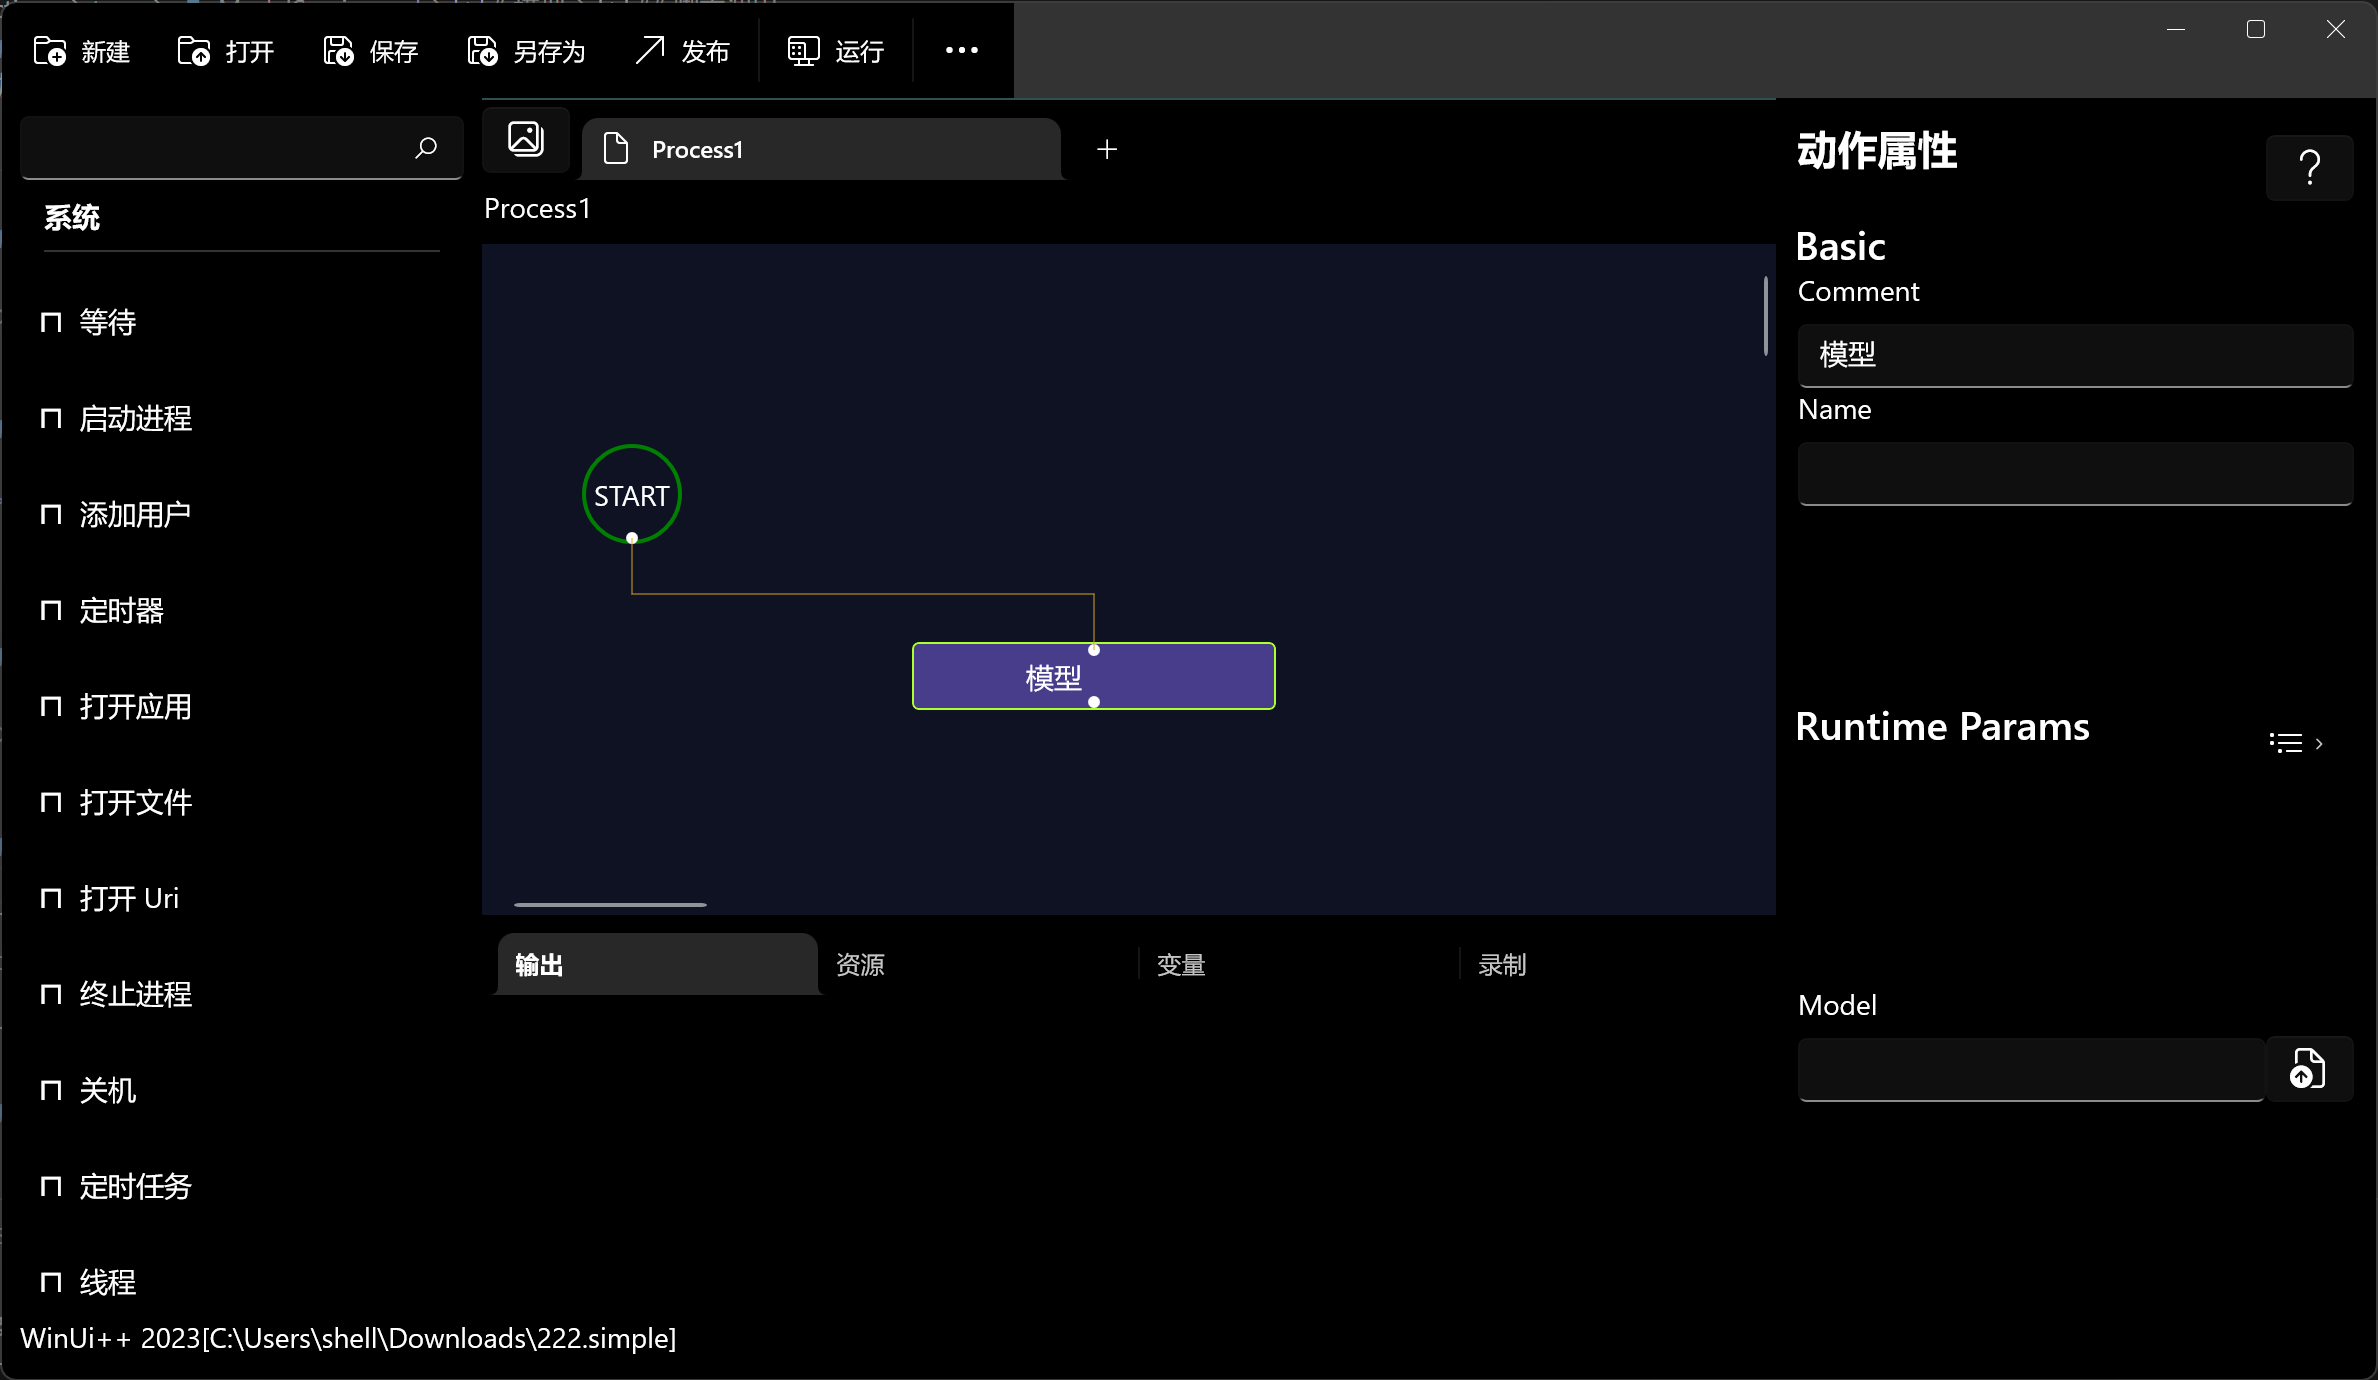 新建 打开 保存 另存为 发布 运行
系统
等待
启动进程
添加用户
定时器
打开应用
打开文件
打开 Uri
终止进程
关机
定时任务
线程
Process1
Process1
START
模型
输出 资源 变量 录制
动作属性
Basic
Comment
模型
Name
Runtime Params
Model
WinUi++ 2023[C:\Users\shell\Downloads\222.simple]